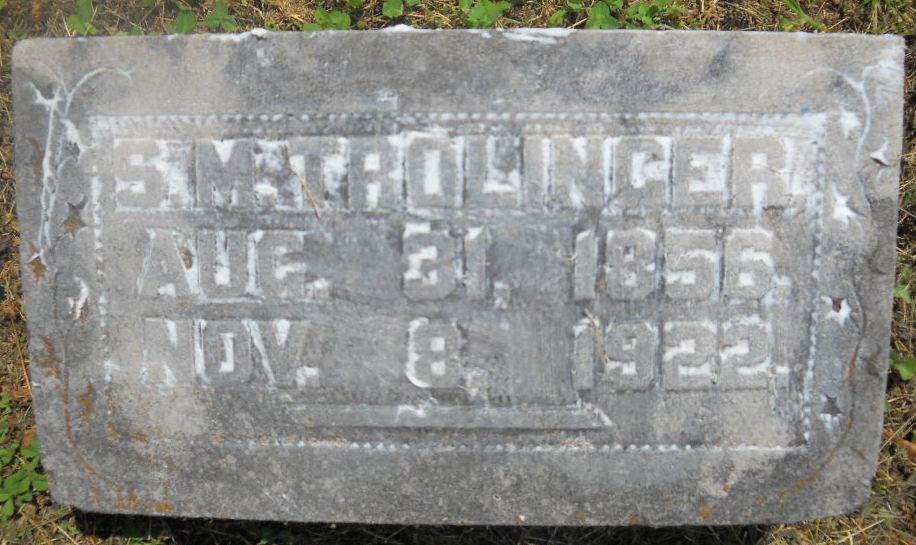 S. M. TROLINGER
AUG. 31, 1856.
NOV. 8, 1922.